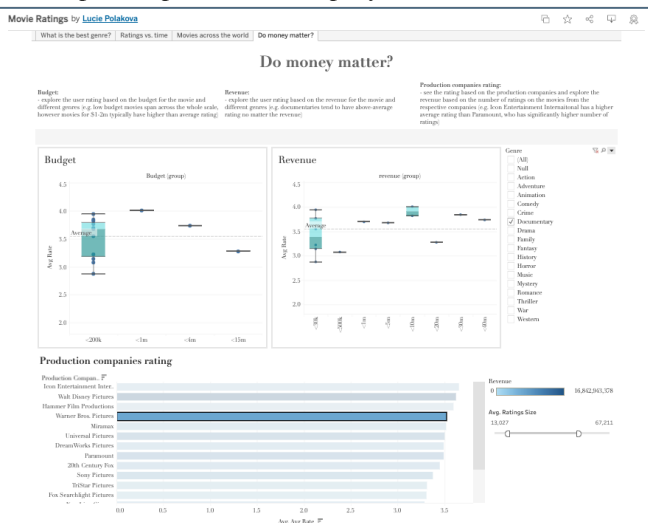 Movie Ratings by Lucie Polakova
What is the best genre? Ratings vs. time Movies across the world Do money matter?
Do money matter?
Budget:
- explore the user rating based on the budget for the movie and
different genres (e.g. low budget movies span across the whole scale,
however movies for $1-2m typically have higher than average rating)
Revenue:
- explore the user rating based on the revenue for the movie and
different genres (e.g. documentaries tend to have above-average
rating no matter the revenue)
Production companies rating:
- see the rating based on the production companies and explore the
revenue based on the number of ratings on the movies from the
respective companies (e.g. Icon Entertainment International has a higher
average rating than Paramount, who has significantly higher number of
ratings)
Budget
Budget (group)
4.5
4.0
Average
3.5
3.0
2.5
2.0
Avg Rate
<200k <1m <4m <15m
Revenue
revenue (group)
4.5
4.0
Average
3.5
3.0
2.5
2.0
Avg Rate
<500k <1m <5m <10m <20m <30m <40m
Genre
(All)
Null
Action
Adventure
Animation
Comedy
Crime
Documentary
Drama
Family
Fantasy
History
Horror
Music
Mystery
Romance
Thriller
War
Western
Production companies rating
Production Compan..
Icon Entertainment Inter..
Walt Disney Pictures
Hammer Film Productions
Warner Bros. Pictures
Miramax
Universal Pictures
DreamWorks Pictures
Paramount
20th Century Fox
Sony Pictures
TriStar Pictures
Fox Searchlight Pictures
0.0 0.5 1.0 1.5 2.0 2.5 3.0 3.5
Avg. Avg Rate
Revenue
0 16,842,943,378
Avg. Ratings Size
13,027 67,211